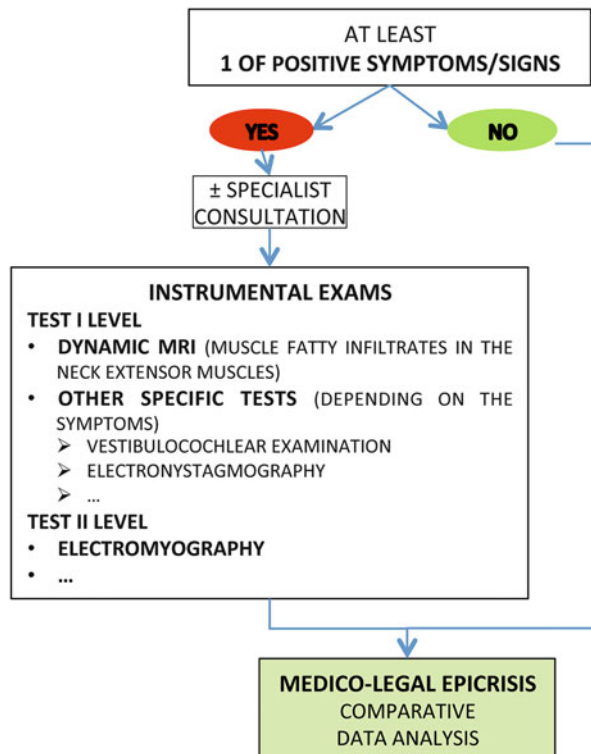 AT LEAST
1 OF POSITIVE SYMPTOMS/SIGNS
YES
NO
± SPECIALIST
CONSULTATION
INSTRUMENTAL EXAMS
TEST I LEVEL
• DYNAMIC MRI (MUSCLE FATTY INFILTRATES IN THE
NECK EXTENSOR MUSCLES)
• OTHER SPECIFIC TESTS (DEPENDING ON THE
SYMPTOMS)
➢ VESTIBULOCOCHLEAR EXAMINATION
➢ ELECTRONYSTAGMOGRAPHY
➢ ...
TEST II LEVEL
• ELECTROMYOGRAPHY
• ...
MEDICO-LEGAL EPICRISIS
COMPARATIVE
DATA ANALYSIS